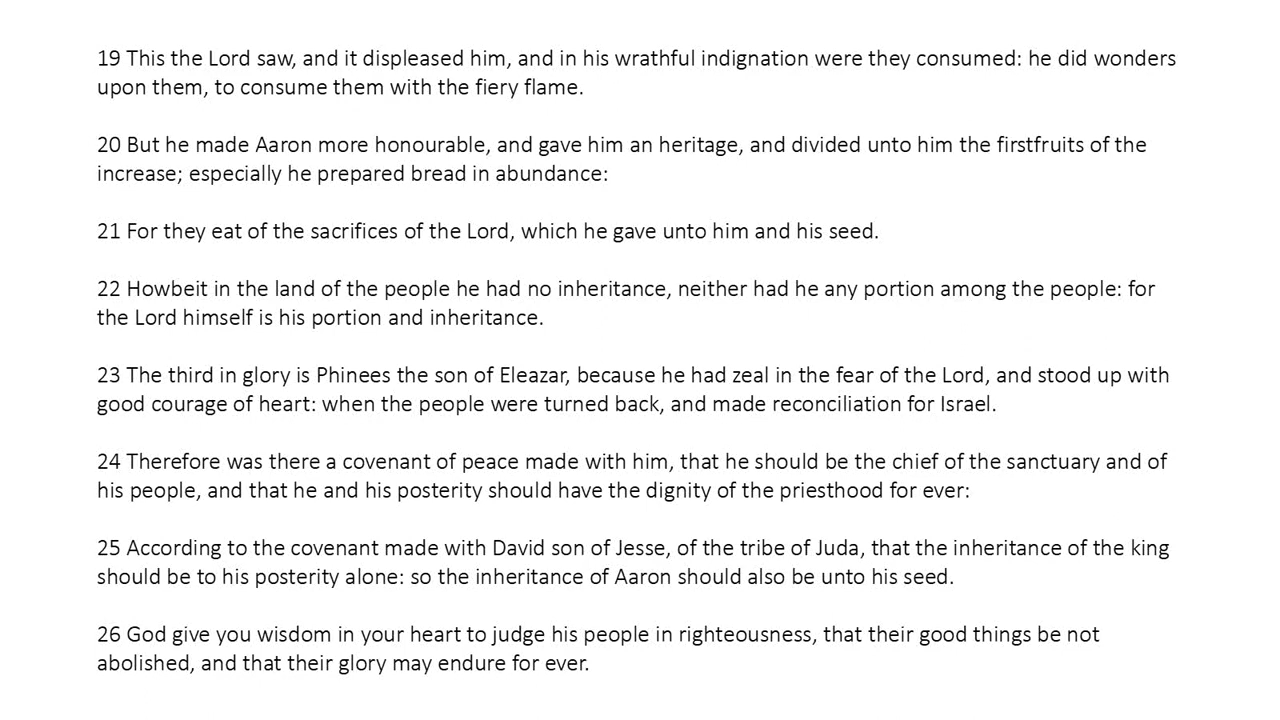 19 This the Lord saw, and it displeased him, and in his wrathful indignation were they consumed: he did wonders
upon them, to consume them with the fiery flame.
20 But he made Aaron more honourable, and gave him an heritage, and divided unto him the firstfruits of the
increase; especially he prepared bread in abundance:
21 For they eat of the sacrifices of the Lord, which he gave unto him and his seed.
22 Howbeit in the land of the people he had no inheritance, neither had he any portion among the people: for
the Lord himself is his portion and inheritance.
23 The third in glory is Phinees the son of Eleazar, because he had zeal in the fear of the Lord, and stood up with
good courage of heart: when the people were turned back, and made reconciliation for Israel.
24 Therefore was there a covenant of peace made with him, that he should be the chief of the sanctuary and of
his people, and that he and his posterity should have the dignity of the priesthood for ever:
25 According to the covenant made with David son of Jesse, of the tribe of Juda, that the inheritance of the king
should be to his posterity alone: so the inheritance of Aaron should also be unto his seed.
26 God give you wisdom in your heart to judge his people in righteousness, that their good things be not
abolished, and that their glory may endure for ever.